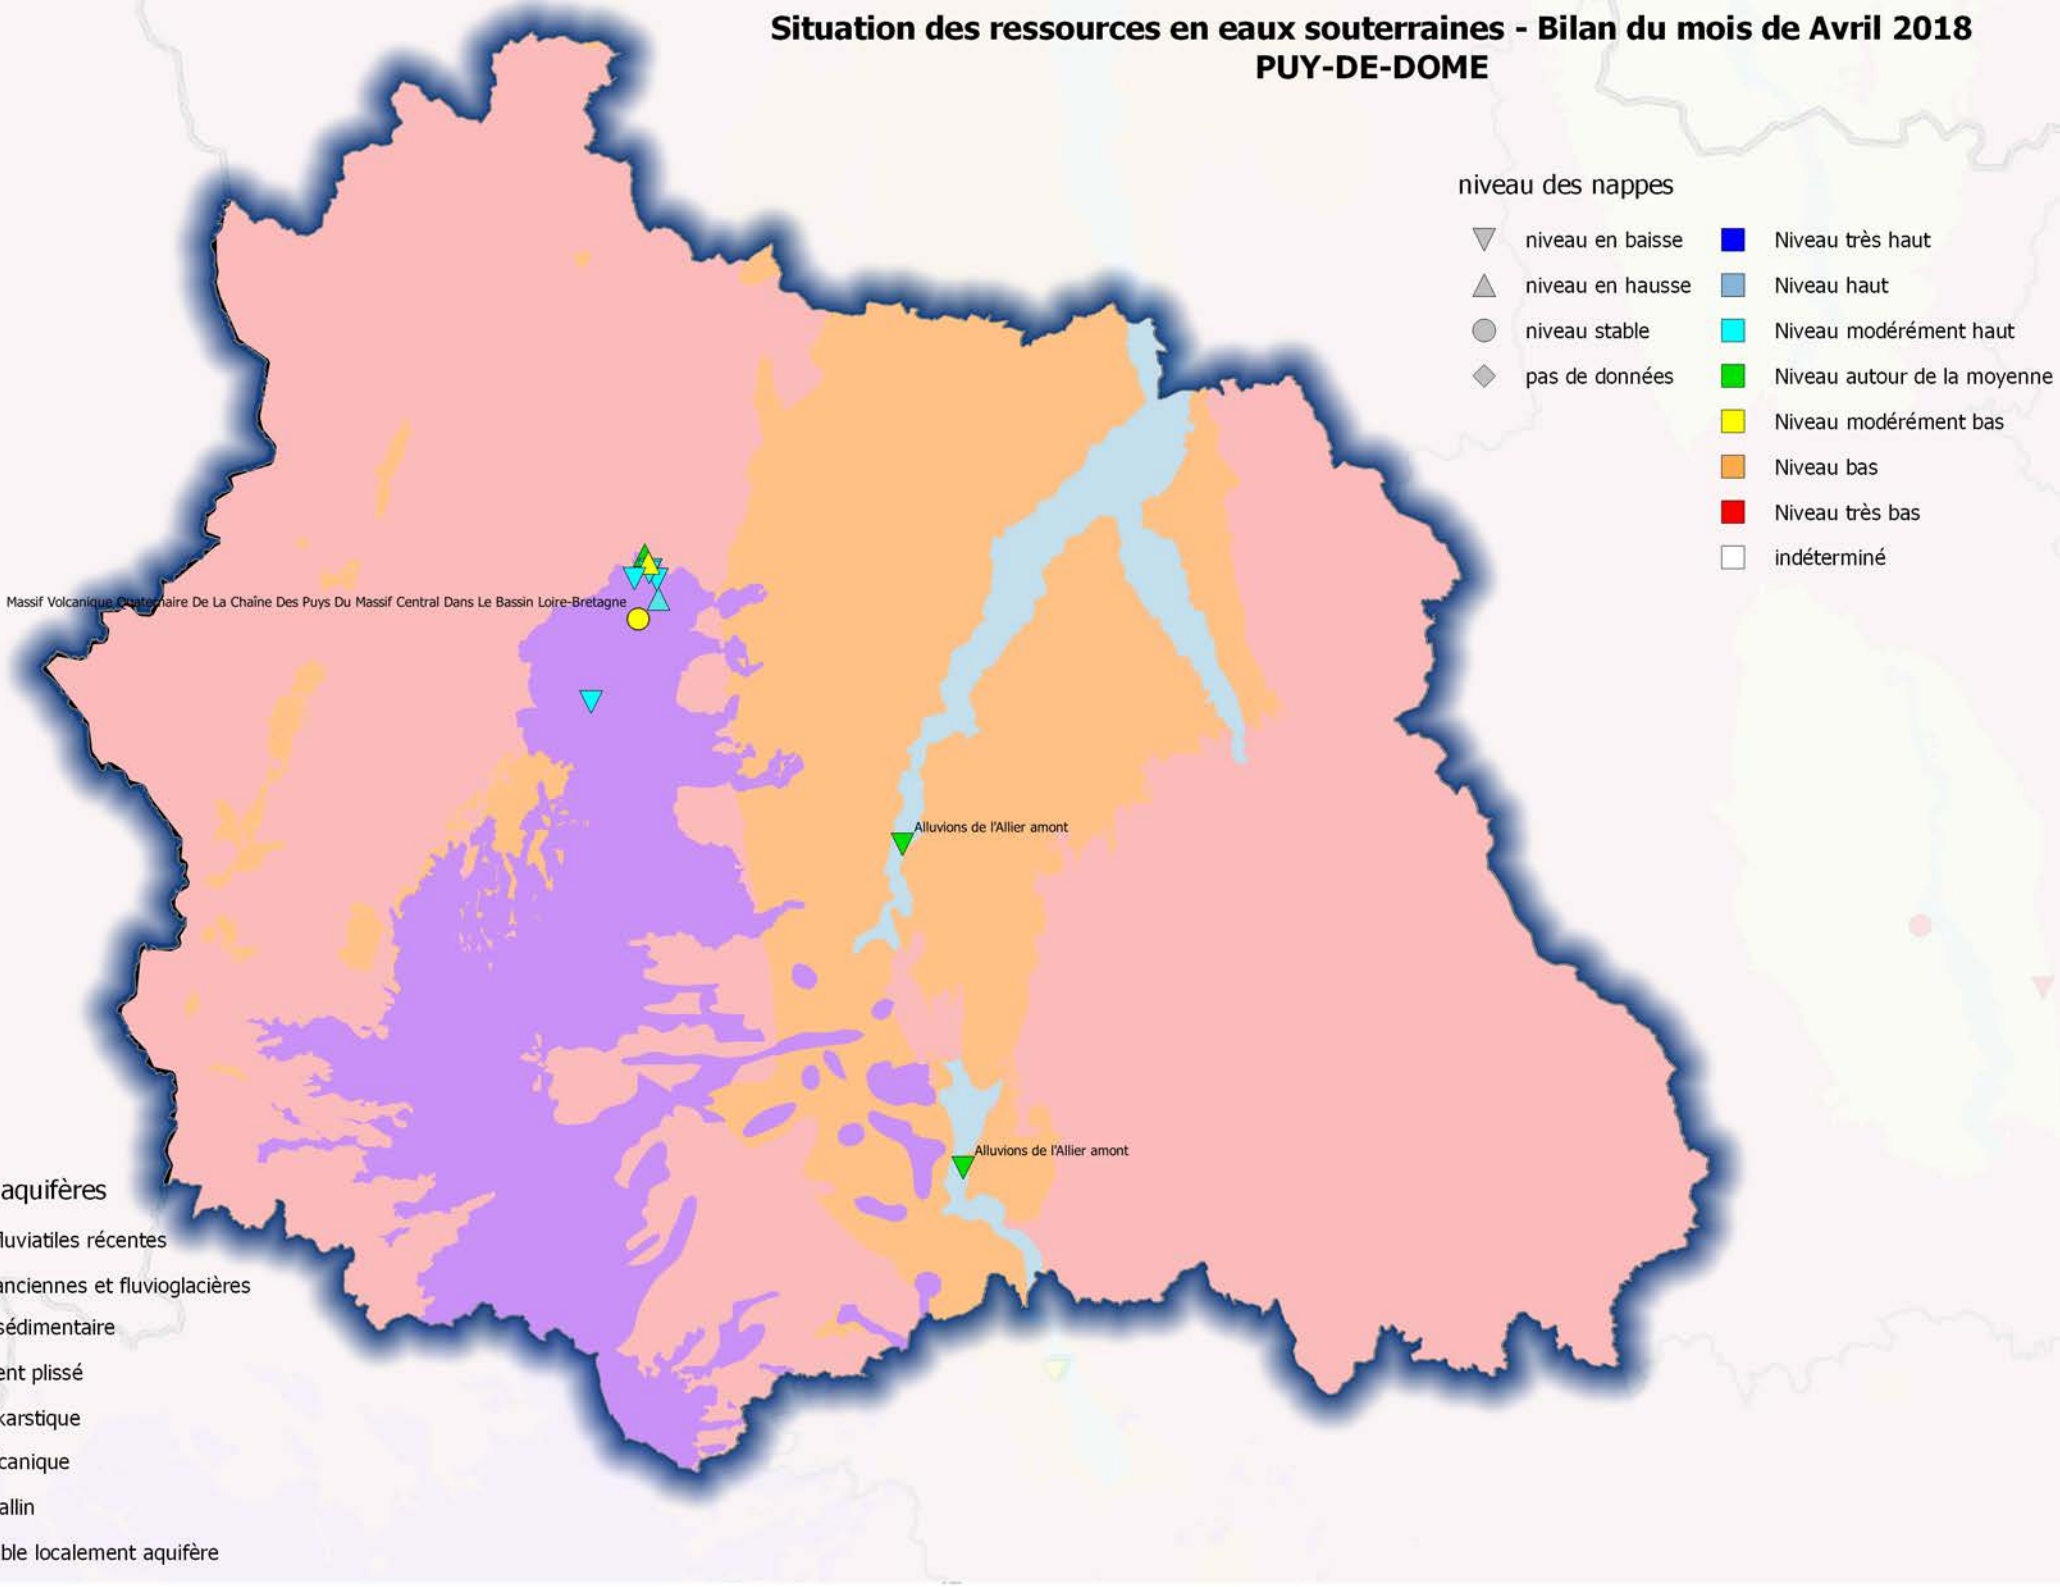 Situation des ressources en eaux souterraines - Bilan du mois de Avril 2018
PUY-DE-DOME
niveau des nappes
niveau en baisse
niveau en hausse
niveau stable
pas de données
Niveau très haut
Niveau haut
Niveau modérément haut
Niveau autour de la moyenne
Niveau modérément bas
Niveau bas
Niveau très bas
indéterminé
Massif Volcanique Quaternaire De La Chaîne Des Puys Du Massif Central Dans Le Bassin Loire-Bretagne
Alluvions de l'Allier amont
Alluvions de l'Allier amont
aquifères
luviatiles récentes
anciennes et fluvioglacières
sédimentaire
ent plissé
karstique
canique
allin
ble localement aquifère